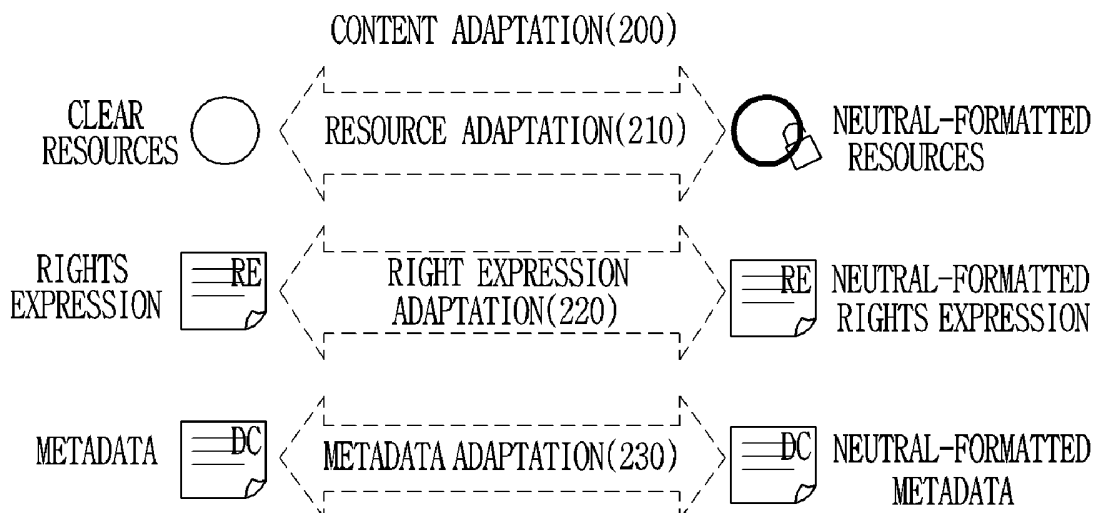 CONTENT ADAPTATION(200)
CLEAR
RESOURCES
RESOURCE ADAPTATION(210)
NEUTRAL-FORMATTED
RESOURCES
RIGHTS
EXPRESSION
RE
RIGHT EXPRESSION
ADAPTATION(220)
RE
NEUTRAL-FORMATTED
RIGHTS EXPRESSION
METADATA
DC
METADATA ADAPTATION(230)
DC
NEUTRAL-FORMATTED
METADATA